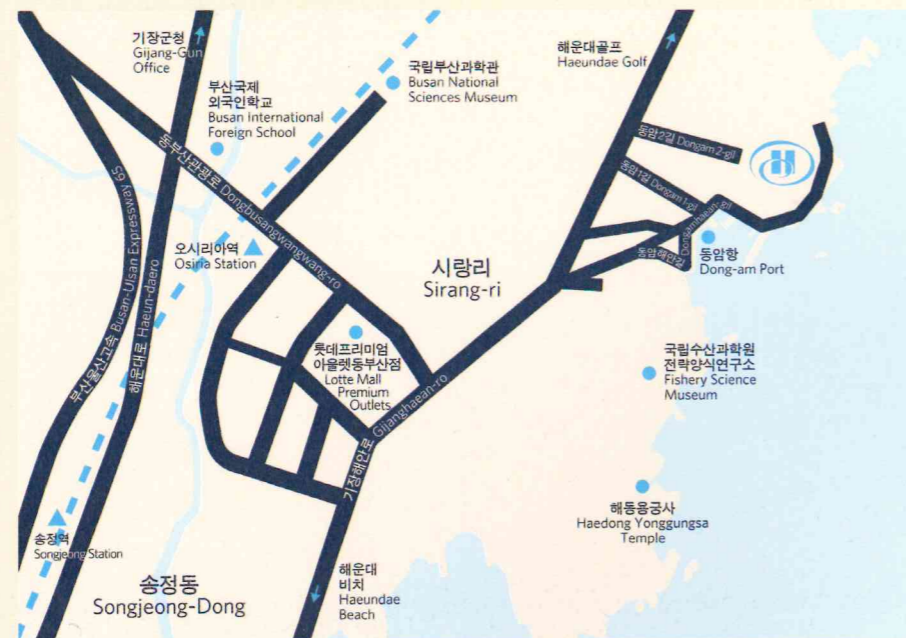 기장군청
Gijang-Gun
Office
부산국제
외국인학교
Busan International
Foreign School
국립부산과학관
Busan National
Sciences Museum
해운대골프
Haeundae Golf
동암2길 Dongam 2-gil
동암1길 Dongam 1-gil
동암해안길 Dongamhaean-gil
동암항
Dong-am Port
동부산관광로 Dongbusangwangwang-ro
부산울산고속 Busan-Ulsan Expressway 65
해운대로 Haeun-daero
오시리아역
Osiria Station
시랑리
Sirang-ri
롯데프리미엄
아울렛동부산점
Lotte Mall
Premium
Outlets
기장해안로 Gijanghaean-ro
국립수산과학원
전략양식연구소
Fishery Science
Museum
해동용궁사
Haedong Yonggungsa
Temple
송정역
Songjeong Station
송정동
Songjeong-Dong
해운대
비치
Haeundae
Beach
H